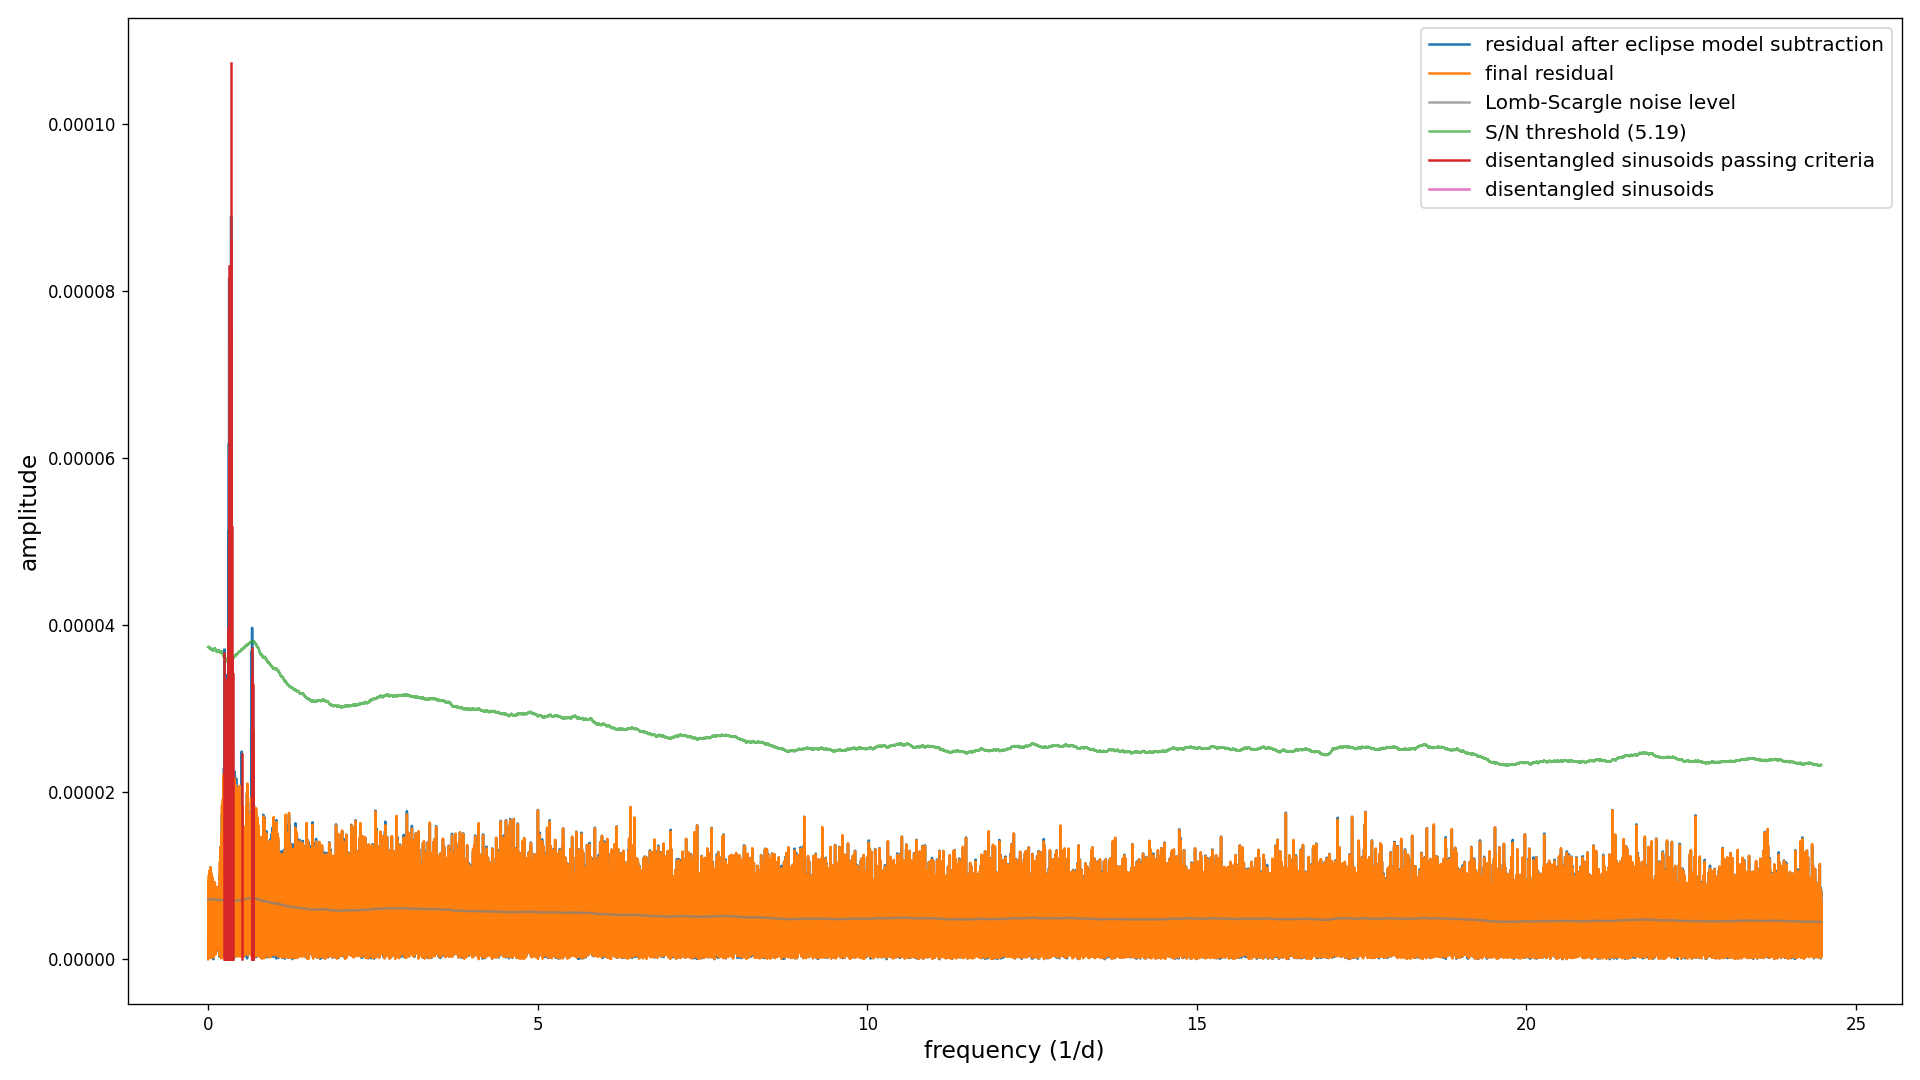 residual after eclipse model subtraction
final residual
Lomb-Scargle noise level
S/N threshold (5.19)
disentangled sinusoids passing criteria
disentangled sinusoids
0.00010
0.00008
0.00006
0.00004
0.00002
0.00000
amplitude
0 5 10 15 20 25
frequency (1/d)